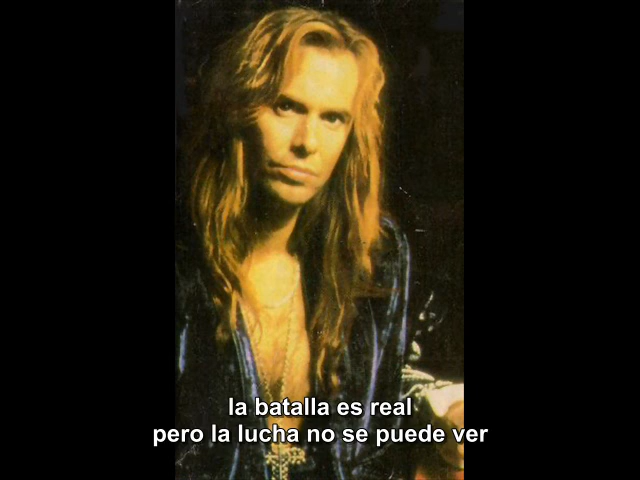 la batalla es real
pero la lucha no se puede ver